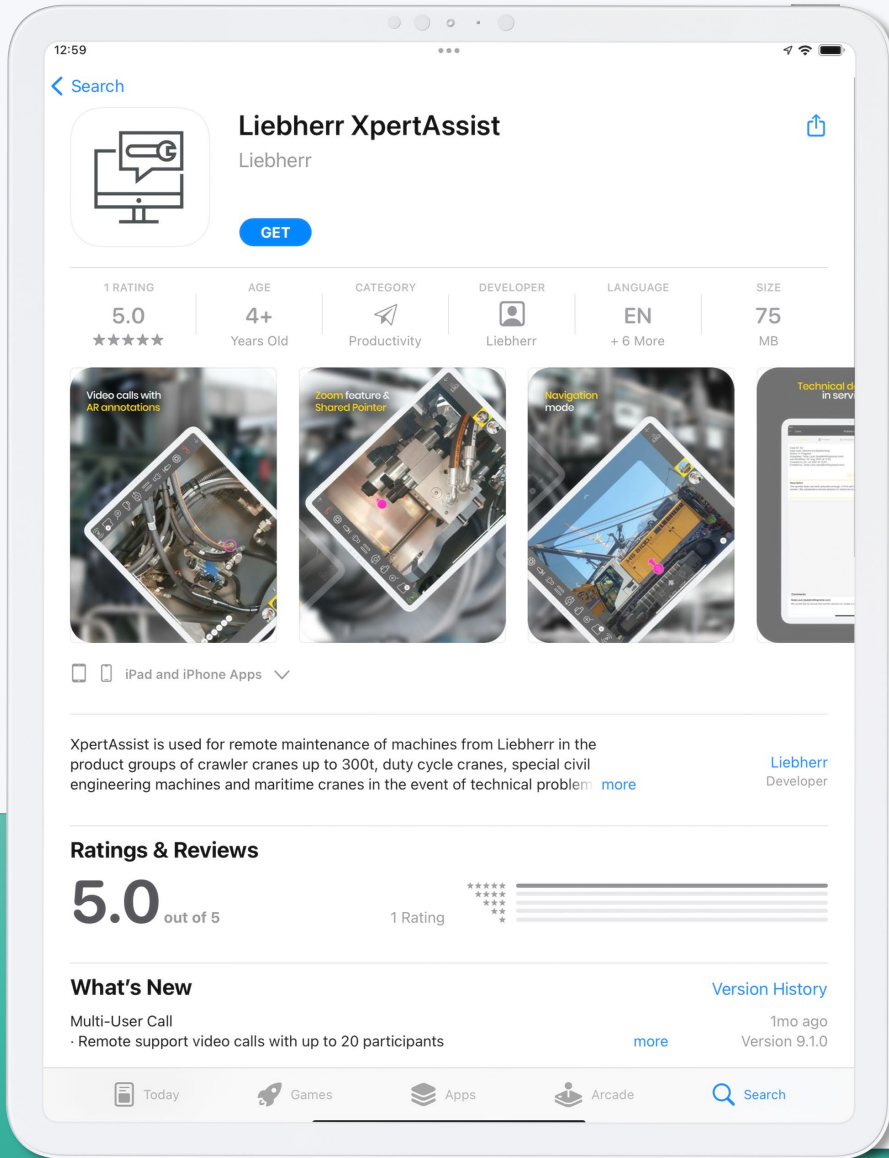 12:59
Search
Liebherr XpertAssist
Liebherr
GET
1 RATING
5.0
★★★★★
AGE
4+
Years Old
CATEGORY
Productivity
DEVELOPER
Liebherr
LANGUAGE
EN
+ 6 More
SIZE
75
MB
Video calls with
AR annotations
Zoom feature &
Shared Pointer
Navigation
mode
Technical
in
iPad and iPhone Apps
XpertAssist is used for remote maintenance of machines from Liebherr in the
product groups of crawler cranes up to 300t, duty cycle cranes, special civil
engineering machines and maritime cranes in the event of technical problem more
Liebherr
Developer
Ratings & Reviews
5.0 out of 5
1 Rating
What's New
Version History
Multi-User Call
1mo ago
· Remote support video calls with up to 20 participants more
Version 9.1.0
Today
Games
Apps
Arcade
Search